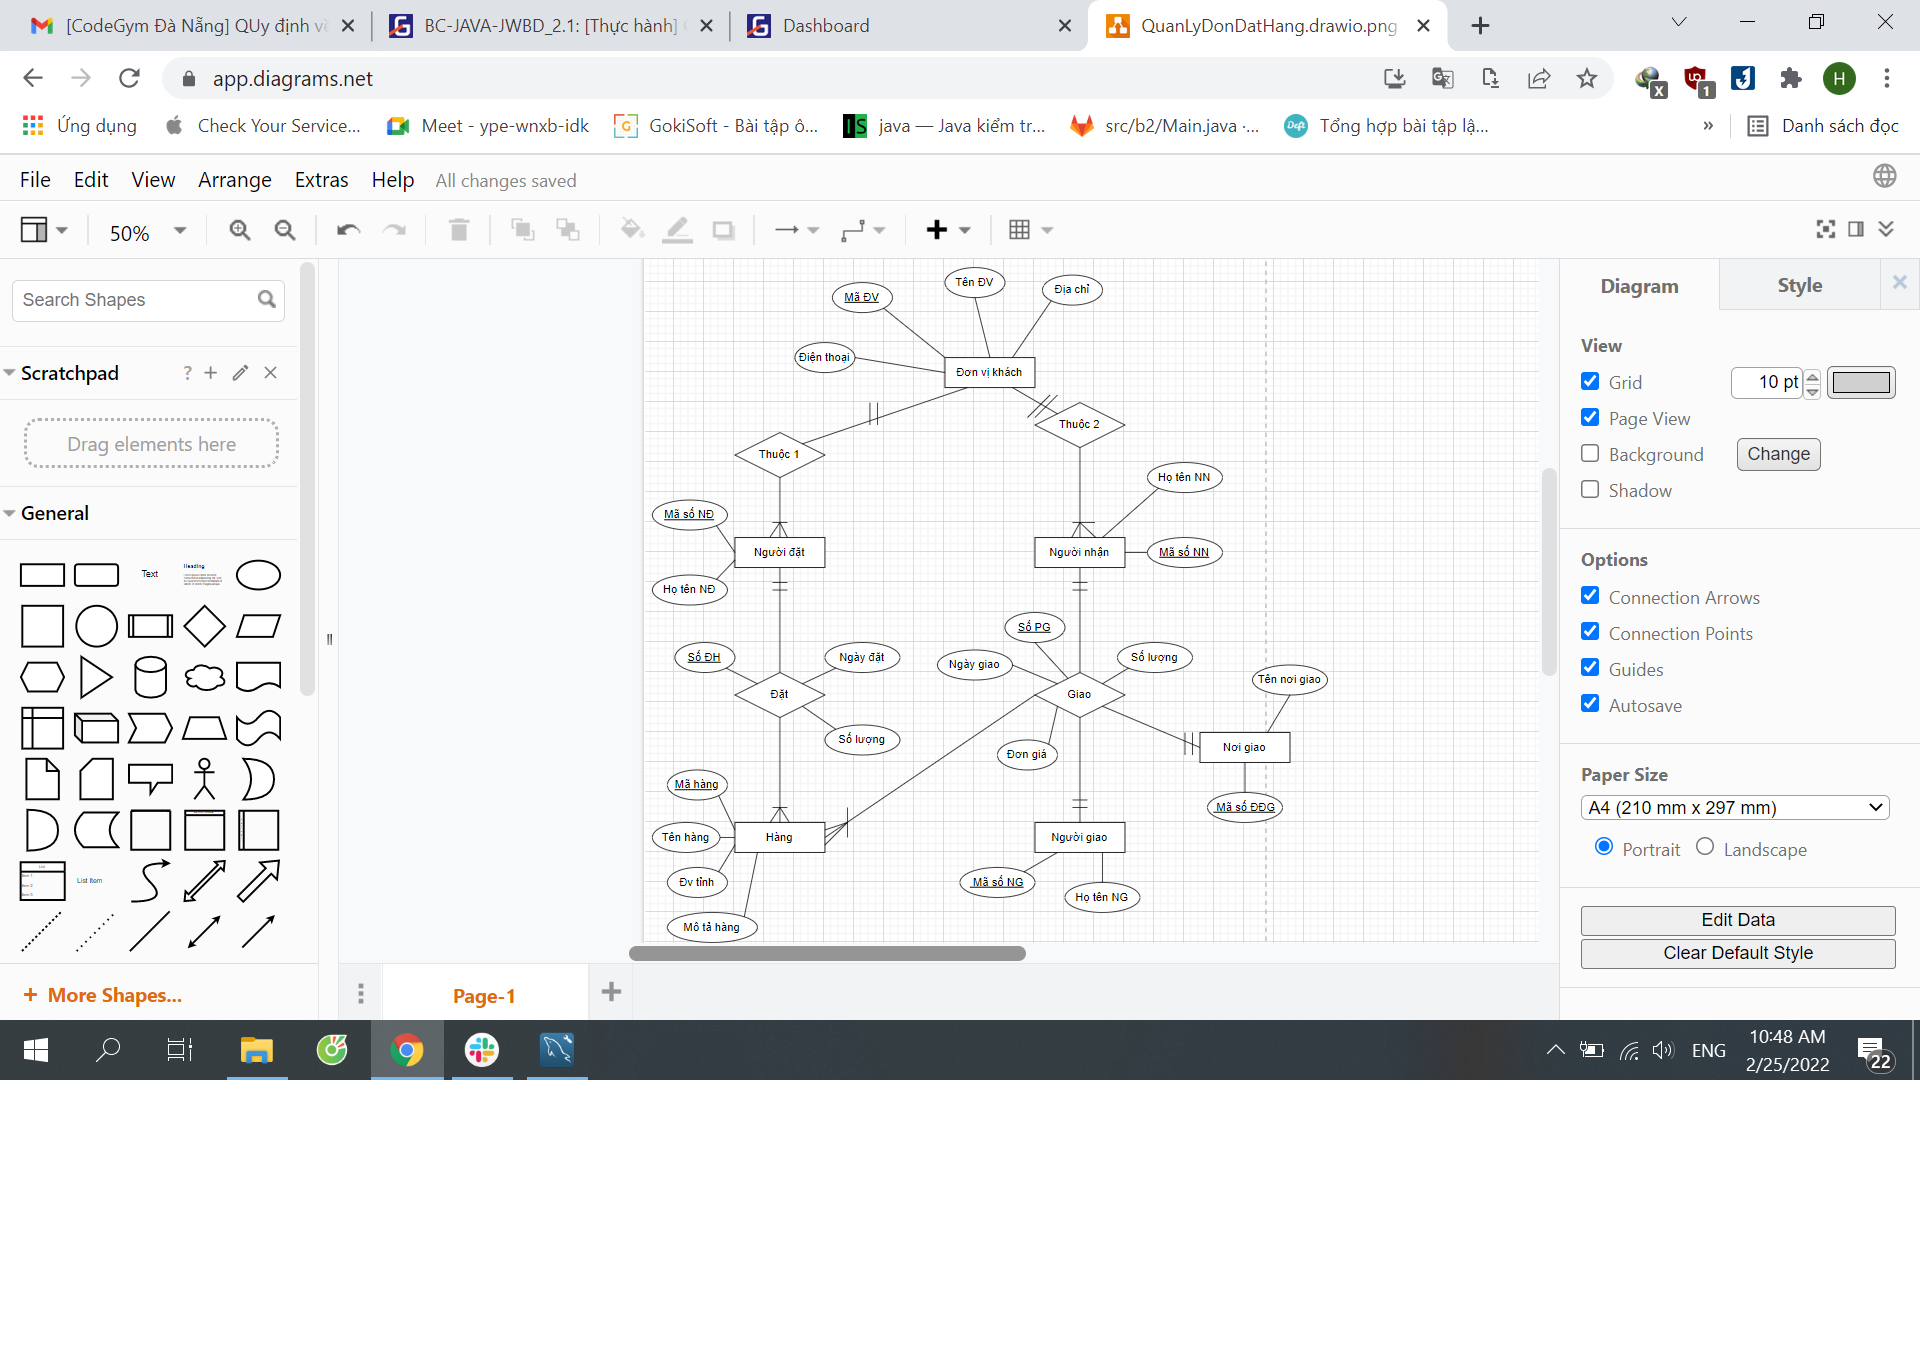 [CodeGym Đà Nẵng] QUy định về
BC-JAVA-JWBD_2.1: [Thực hành]
Dashboard
QuanLyDonDatHang.drawio.png
app.diagrams.net
X
1
H
Ứng dụng
Check Your Service...
Meet - ype-wnxb-idk
GokiSoft - Bài tập ô...
java — Java kiểm tr...
src/b2/Main.java ·...
Tổng hợp bài tập lậ...
»
Danh sách đọc
File Edit View Arrange Extras Help All changes saved
50%
Search Shapes
Scratchpad
?
Drag elements here
General
Text
Heading
List Item
+ More Shapes...
Tên ĐV
Địa chỉ
Mã ĐV
Điện thoại
Đơn vị khách
Thuộc 2
Thuộc 1
Họ tên NN
Mã số NĐ
Người đặt
Người nhận
Mã số NN
Họ tên NĐ
Số PG
Số ĐH
Ngày đặt
Ngày giao
Số lượng
Tên nơi giao
Đặt
Giao
Số lượng
Đơn giá
Nơi giao
Mã hàng
Mã số ĐĐG
Tên hàng
Hàng
Người giao
Đv tính
Mã số NG
Họ tên NG
Mô tả hàng
Page-1
Diagram
Style
View
Grid
10 pt
Page View
Background
Change
Shadow
Options
Connection Arrows
Connection Points
Guides
Autosave
Paper Size
A4 (210 mm x 297 mm)
Portrait
Landscape
Edit Data
Clear Default Style
ENG
10:48 AM
2/25/2022
22